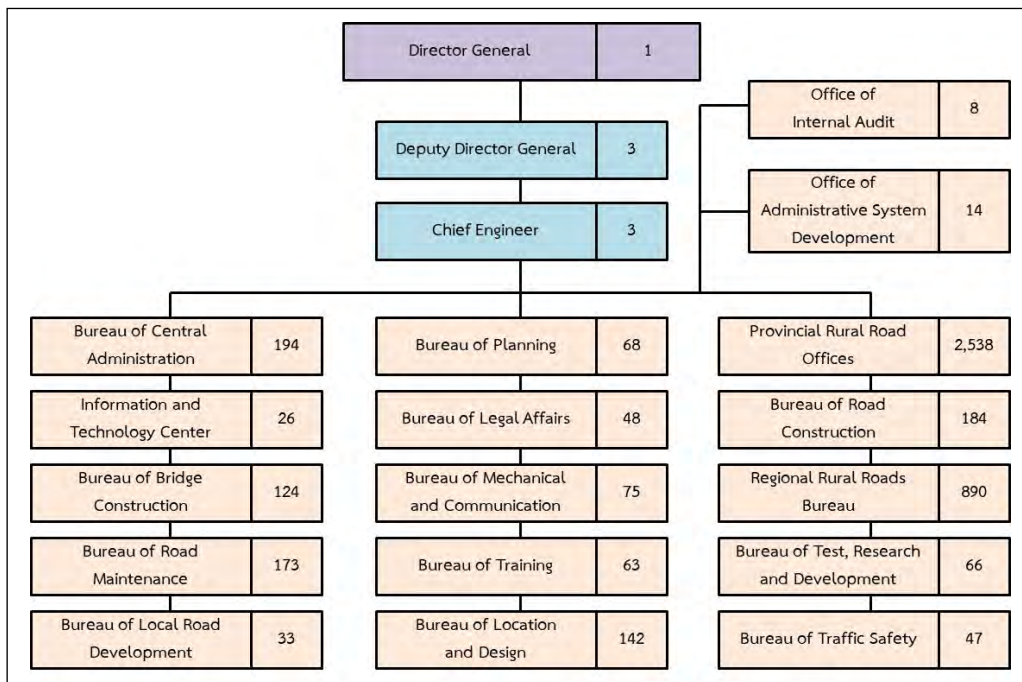 Director General 1
Office of
Internal Audit
8
Deputy Director General 3
Office of
Administrative System
Development
14
Chief Engineer 3
Bureau of Central
Administration
194
Bureau of Planning 68
Provincial Rural Road
Offices
2,538
Information and
Technology Center
26
Bureau of Legal Affairs 48
Bureau of Road
Construction
184
Bureau of Bridge
Construction
124
Bureau of Mechanical
and Communication
75
Regional Rural Roads
Bureau
890
Bureau of Road
Maintenance
173
Bureau of Training 63
Bureau of Test, Research
and Development
66
Bureau of Local Road
Development
33
Bureau of Location
and Design
142
Bureau of Traffic Safety 47